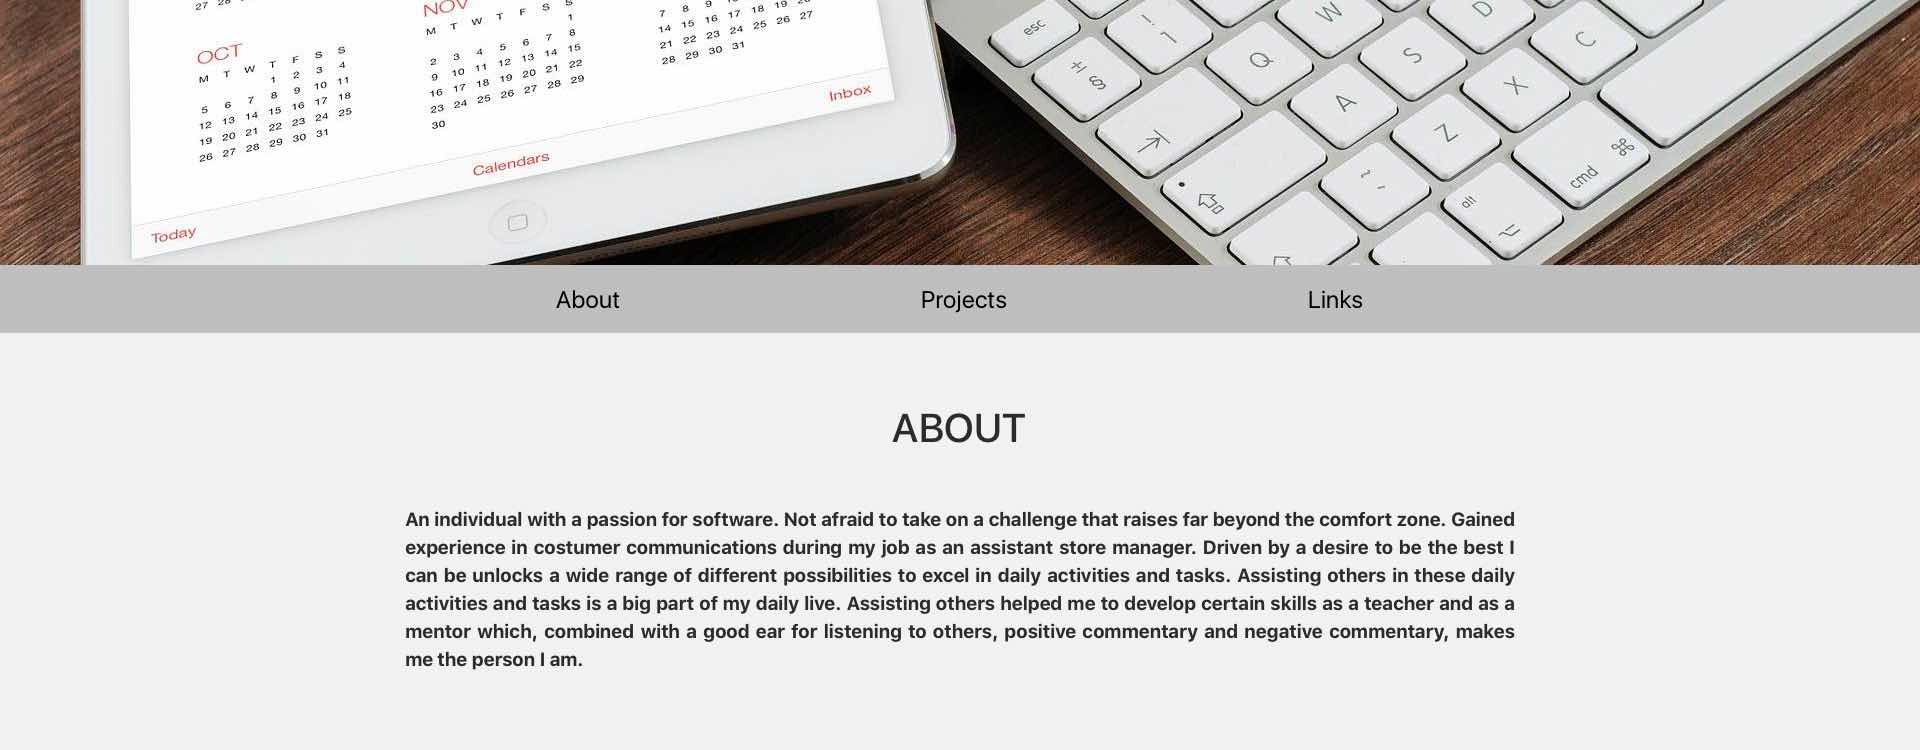 27 28
OCT
M T W T F S S
1 2 3 4
5 6 7 8 9 10 11
12 13 14 15 16 17 18
19 20 21 22 23 24 25
26 27 28 29 30 31
NOV
M T W T F S S
1
2 3 4 5 6 7 8
9 10 11 12 13 14 15
16 17 18 19 20 21 22
23 24 25 26 27 28 29
30
7 8 9
14 15 16 17 18 19
21 22 23 24 25 26 27
28 29 30 31
Today
Calendars
Inbox
esc
! 1
± §
Q
W
A
S
D
Z
X
C
~ `
alt
cmd ⌘
About
Projects
Links
ABOUT
An individual with a passion for software. Not afraid to take on a challenge that raises far beyond the comfort zone. Gained
experience in costumer communications during my job as an assistant store manager. Driven by a desire to be the best I
can be unlocks a wide range of different possibilities to excel in daily activities and tasks. Assisting others in these daily
activities and tasks is a big part of my daily live. Assisting others helped me to develop certain skills as a teacher and as a
mentor which, combined with a good ear for listening to others, positive commentary and negative commentary, makes
me the person I am.